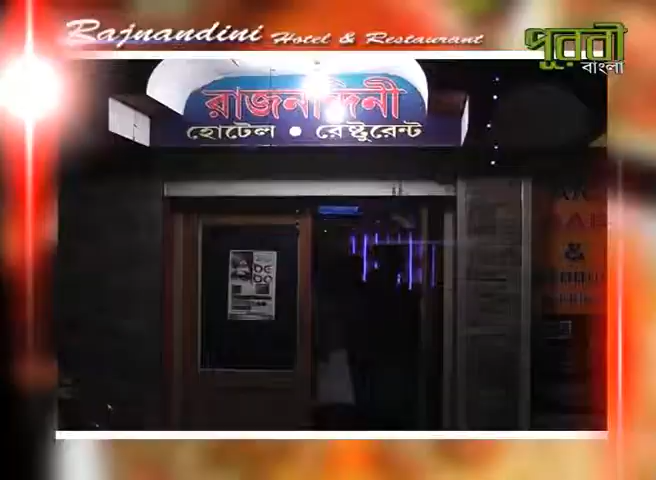 Rajnandini Hotel & Restaurant
পুরবী
বাংলা
রাজনন্দিনী
হোটেল • রেষ্টুরেন্ট
&